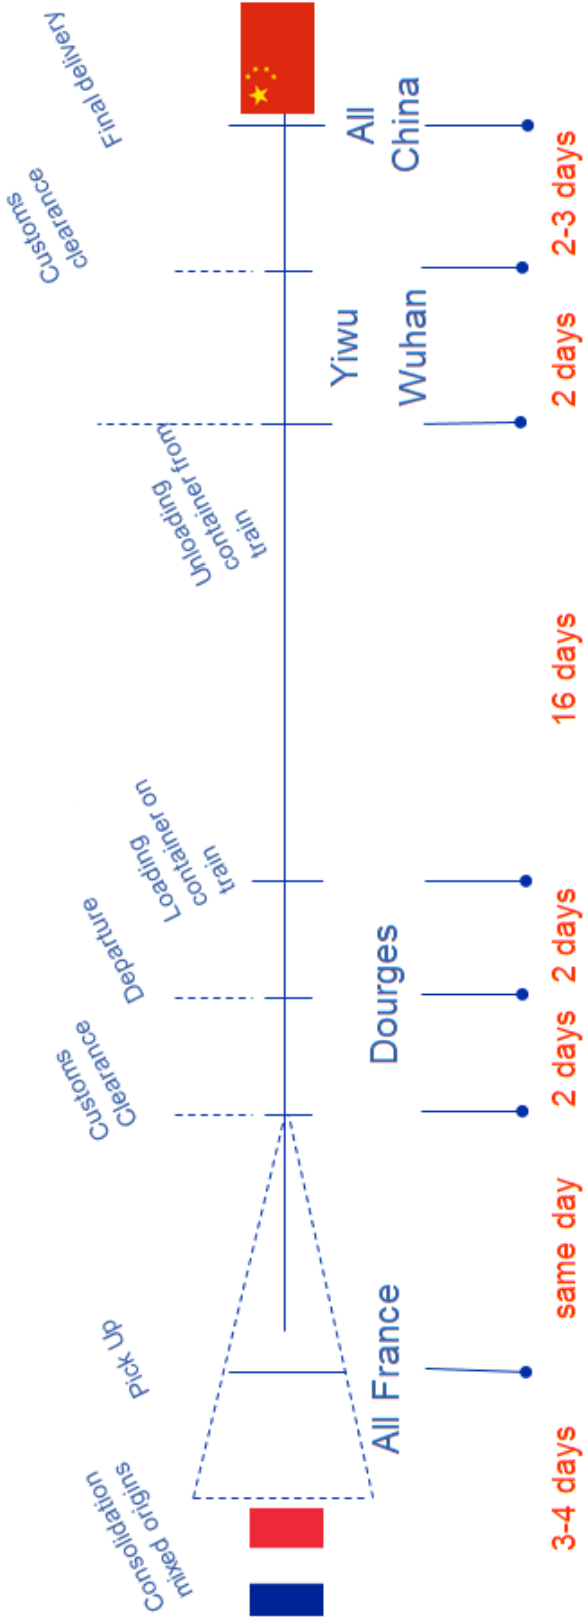 Consolidation
mixed origins
Pick Up
Customs
Clearance
Departure
Loading
container on
train
Unloading
container from
train
Customs
clearance
Final delivery
All France
Dourges
Yiwu
Wuhan
All
China
3-4 days
same day
2 days
2 days
16 days
2 days
2-3 days